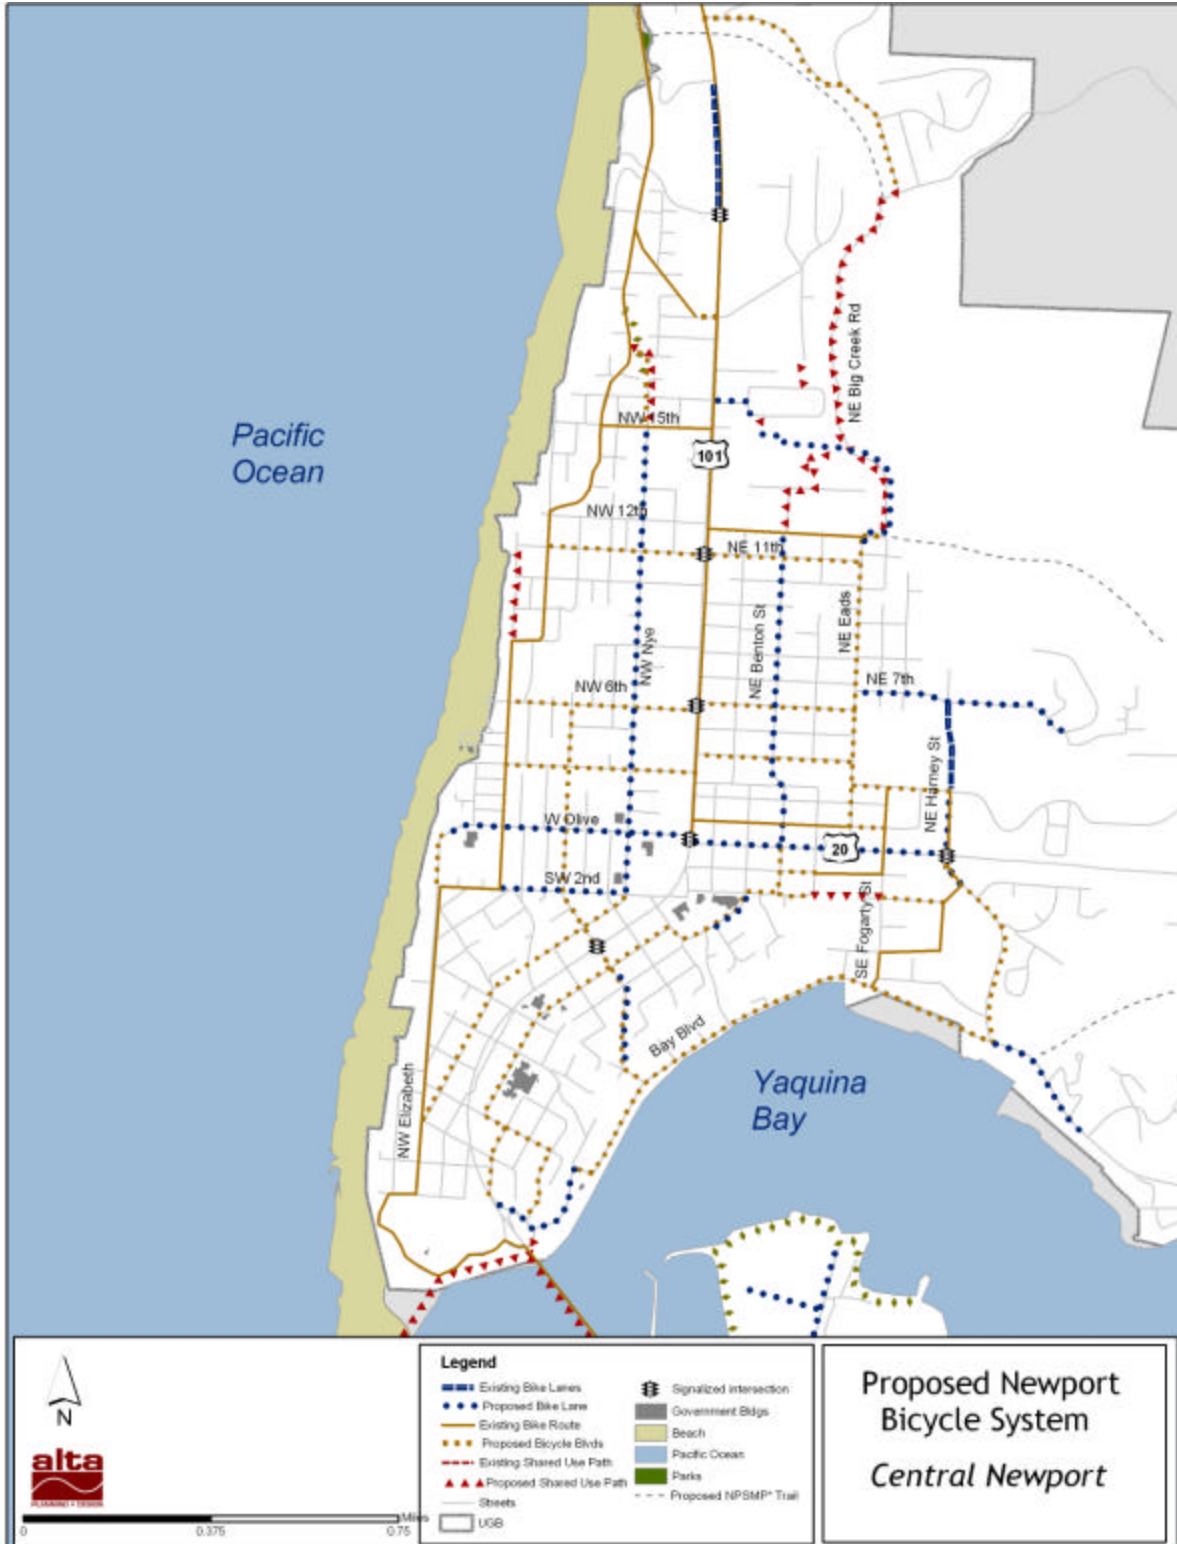 NE Big Creek Rd
Pacific
Ocean
NW 15th
101
NW 12th
NE 11th
NW Nye
NE Benton St
NE Eads
NE 7th
NW 6th
NE Harney St
W Olive
20
SW 2nd
SE Fogarty St
Bay Blvd
Yaquina
Bay
NW Elizabeth
N
alta
PLANNING + DESIGN
Miles
0 0.375 0.75
Legend
Existing Bike Lanes
Proposed Bike Lane
Existing Bike Route
Proposed Bicycle Blvds
Existing Shared Use Path
Proposed Shared Use Path
Streets
UGB
Signalized intersection
Government Bldgs
Beach
Pacific Ocean
Parks
Proposed NPSMP* Trail
Proposed Newport
Bicycle System
Central Newport